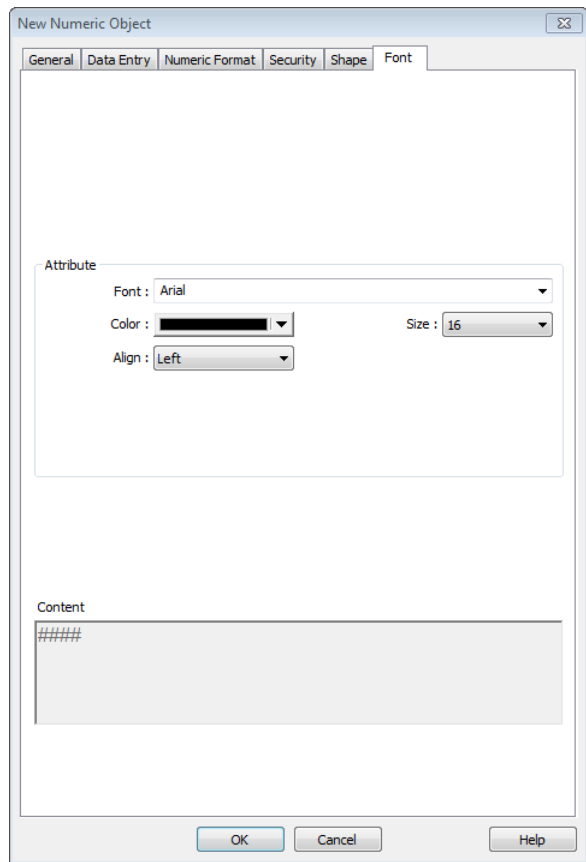 New Numeric Object
General Data Entry Numeric Format Security Shape Font
Attribute
Font : Arial
Color : Size : 16
Align : Left
Content
####
OK Cancel Help